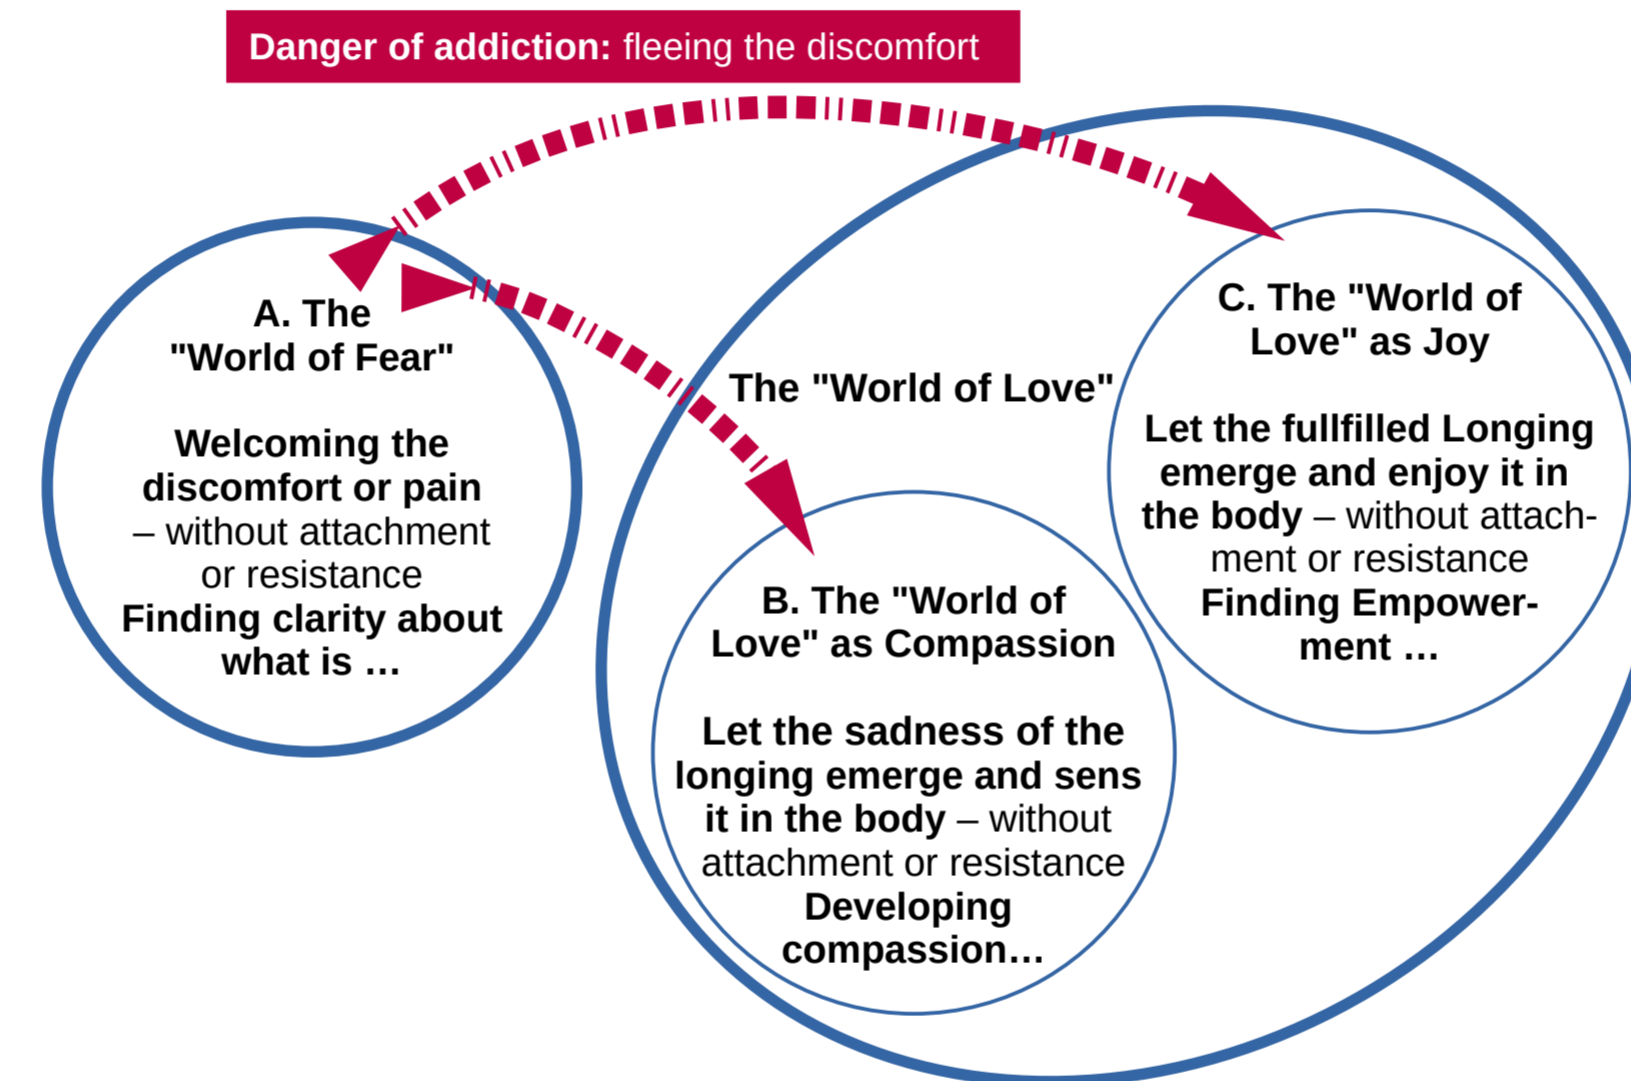 Danger of addiction: fleeing the discomfort
A. The
"World of Fear"
Welcoming the
discomfort or pain
– without attachment
or resistance
Finding clarity about
what is …
The "World of Love"
B. The "World of
Love" as Compassion
Let the sadness of the
longing emerge and sens
it in the body – without
attachment or resistance
Developing
compassion…
C. The "World of
Love" as Joy
Let the fullfilled Longing
emerge and enjoy it in
the body – without attach-
ment or resistance
Finding Empower-
ment …